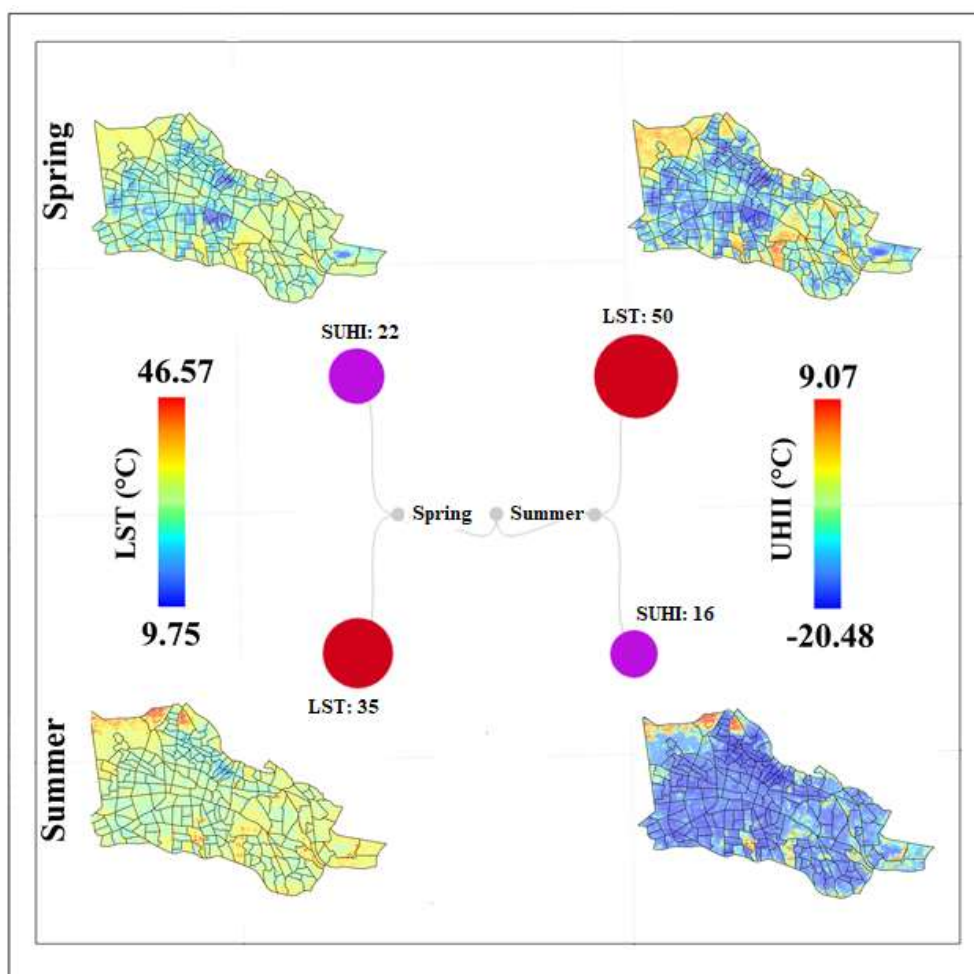 Spring
SUHI: 22
LST: 50
46.57
LST (°C)
9.75
9.07
UHII (°C)
-20.48
Spring
Summer
SUHI: 16
LST: 35
Summer